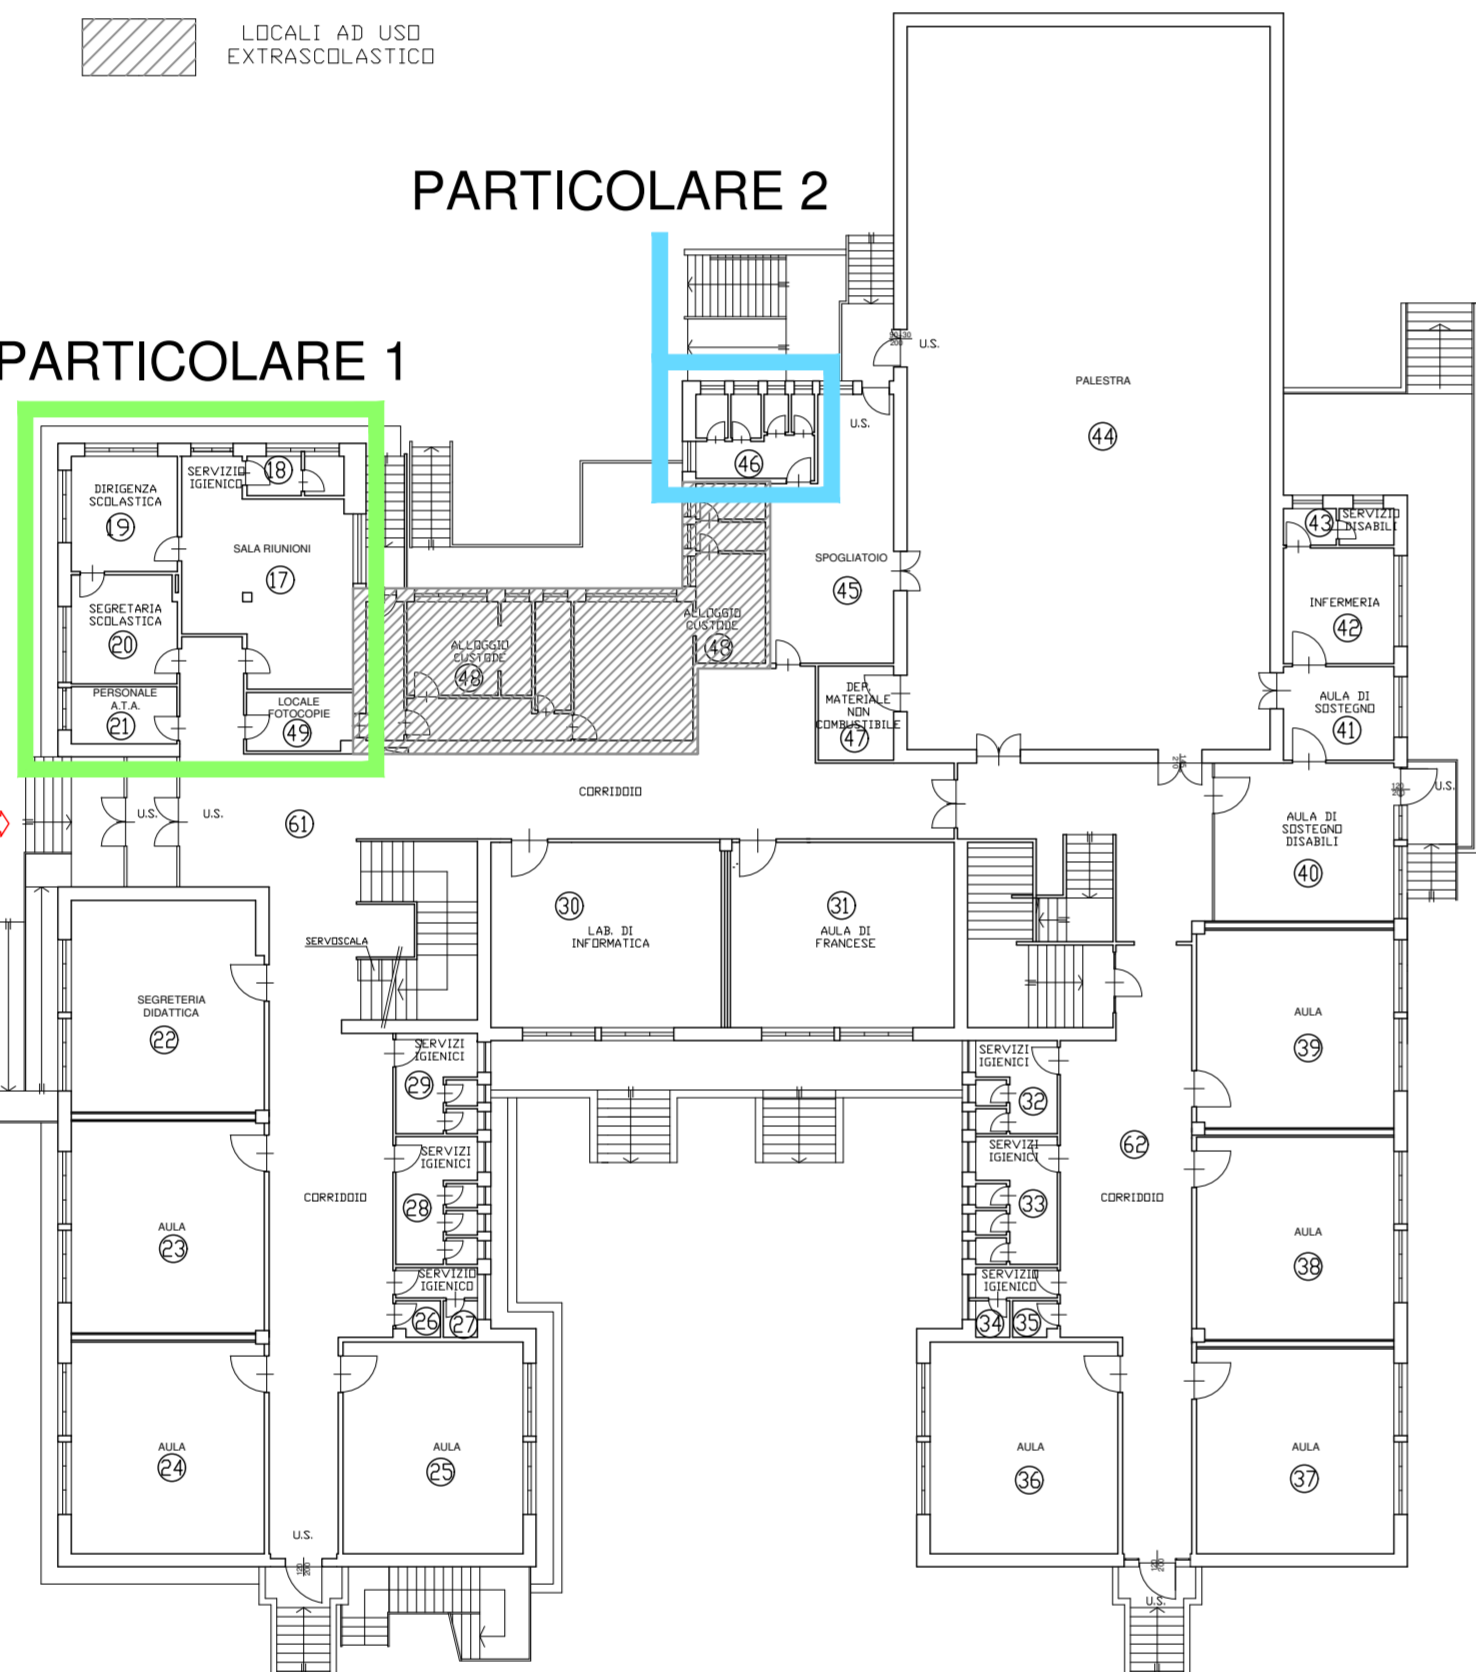 LOCALI AD USO
EXTRASCOLASTICO
PARTICOLARE 2
PARTICOLARE 1
U.S.
PALESTRA
44
U.S.
46
SERVIZIO
IGIENICO
18
DIRIGENZA
SCOLASTICA
19
SALA RIUNIONI
17
SEGRETARIA
SCOLASTICA
20
PERSONALE
A.T.A.
21
LOCALE
FOTOCOPIE
49
ALLOGGIO
CUSTODE
48
ALLOGGIO
CUSTODE
48
SPOGLIATOIO
45
DEP.
MATERIALE
NON
COMBUSTIBILE
47
43
SERVIZIO
DISABILI
INFERMERIA
42
AULA DI
SOSTEGNO
41
U.S.
U.S.
61
CORRIDOIO
U.S.
AULA DI
SOSTEGNO
DISABILI
40
30
LAB. DI
INFORMATICA
31
AULA DI
FRANCESE
SERVOSCALA
SEGRETERIA
DIDATTICA
22
SERVIZI
IGIENICI
29
SERVIZI
IGIENICI
32
AULA
39
SERVIZI
IGIENICI
28
SERVIZI
IGIENICI
33
62
CORRIDOIO
CORRIDOIO
AULA
23
AULA
38
SERVIZIO
IGIENICO
26
27
SERVIZIO
IGIENICO
34
35
AULA
24
AULA
25
AULA
36
AULA
37
U.S.
120
200
U.S.